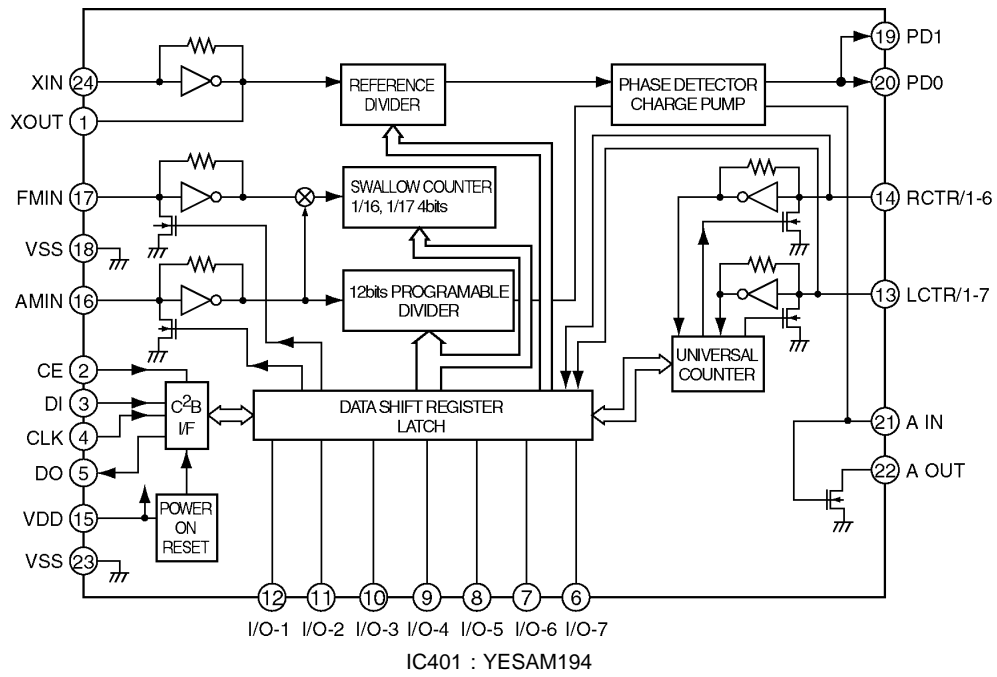 XIN 24
XOUT 1
FMIN 17
VSS 18
AMIN 16
CE 2
DI 3
CLK 4
DO 5
VDD 15
VSS 23
REFERENCE
DIVIDER
PHASE DETECTOR
CHARGE PUMP
19 PD1
20 PD0
SWALLOW COUNTER
1/16, 1/17 4bits
14 RCTR/1-6
12bits PROGRAMABLE
DIVIDER
13 LCTR/1-7
UNIVERSAL
COUNTER
C2B
I/F
DATA SHIFT REGISTER
LATCH
21 A IN
22 A OUT
POWER
ON
RESET
12 11 10 9 8 7 6
I/O-1 I/O-2 I/O-3 I/O-4 I/O-5 I/O-6 I/O-7
IC401 : YESAM194